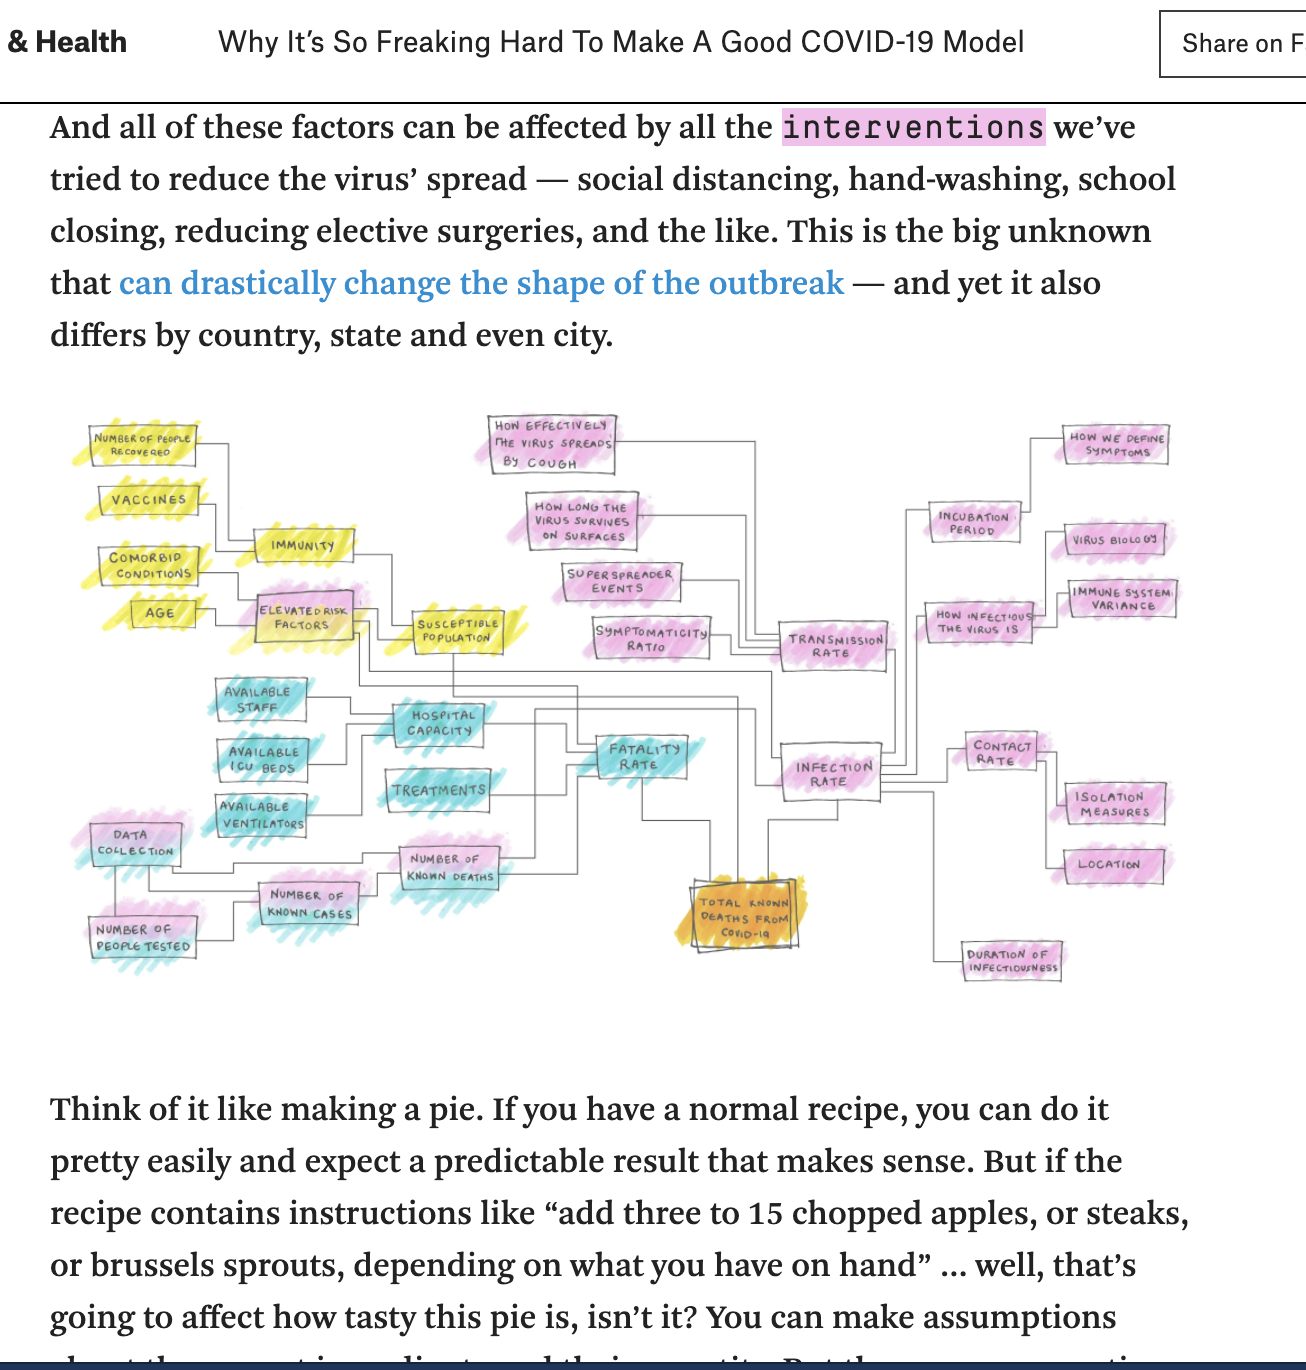 & Health
Why It’s So Freaking Hard To Make A Good COVID-19 Model
Share on F
And all of these factors can be affected by all the interventions we’ve
tried to reduce the virus’ spread — social distancing, hand-washing, school
closing, reducing elective surgeries, and the like. This is the big unknown
that can drastically change the shape of the outbreak — and yet it also
differs by country, state and even city.
NUMBER OF PEOPLE
RECOVERED
VACCINES
COMORBID
CONDITIONS
AGE
IMMUNITY
ELEVATED RISK
FACTORS
SUSCEPTIBLE
POPULATION
HOW EFFECTIVELY
THE VIRUS SPREADS
BY COUGH
HOW LONG THE
VIRUS SURVIVES
ON SURFACES
SUPERSPREADER
EVENTS
SYMPTOMATICITY
RATIO
TRANSMISSION
RATE
HOW WE DEFINE
SYMPTOMS
INCUBATION
PERIOD
VIRUS BIOLOGY
IMMUNE SYSTEM
VARIANCE
HOW INFECTIOUS
THE VIRUS IS
AVAILABLE
STAFF
AVAILABLE
ICU BEDS
AVAILABLE
VENTILATORS
HOSPITAL
CAPACITY
TREATMENTS
FATALITY
RATE
INFECTION
RATE
CONTACT
RATE
ISOLATION
MEASURES
LOCATION
DATA
COLLECTION
NUMBER OF
PEOPLE TESTED
NUMBER OF
KNOWN CASES
NUMBER OF
KNOWN DEATHS
TOTAL KNOWN
DEATHS FROM
COVID-19
DURATION OF
INFECTIOUSNESS
Think of it like making a pie. If you have a normal recipe, you can do it
pretty easily and expect a predictable result that makes sense. But if the
recipe contains instructions like “add three to 15 chopped apples, or steaks,
or brussels sprouts, depending on what you have on hand” ... well, that’s
going to affect how tasty this pie is, isn’t it? You can make assumptions